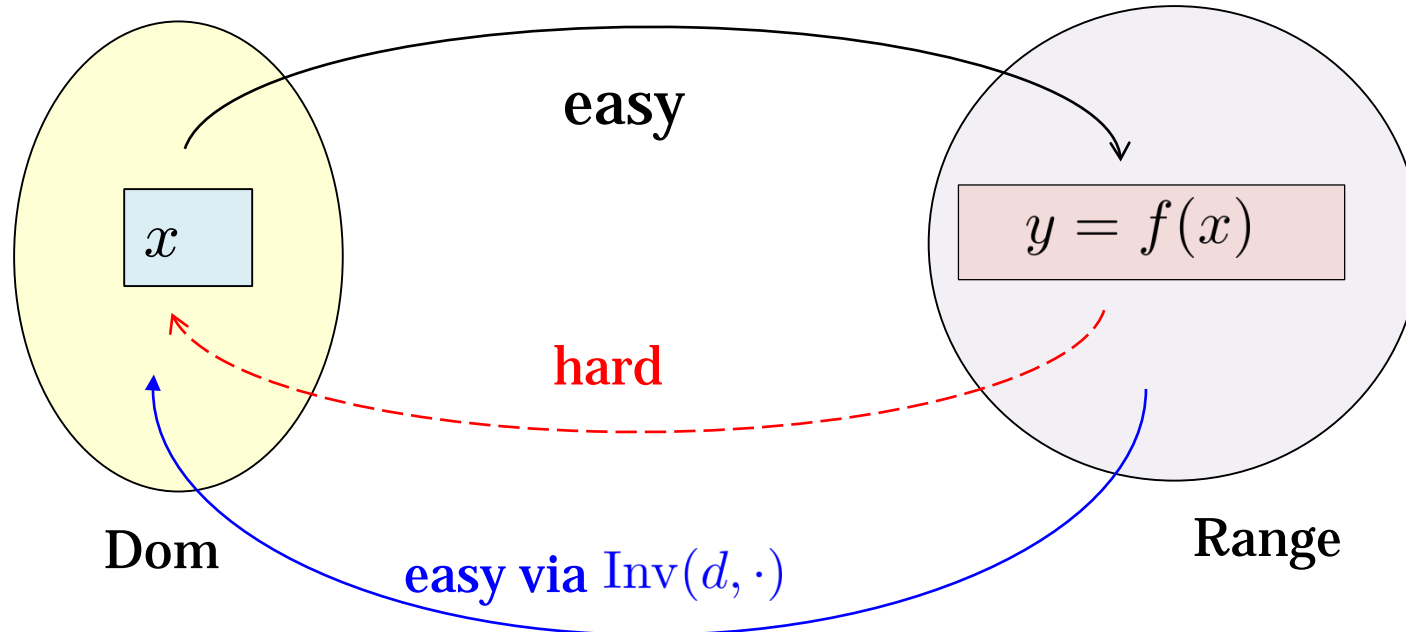 easy
x
y = f(x)
hard
Dom
Range
easy via Inv(d, ·)